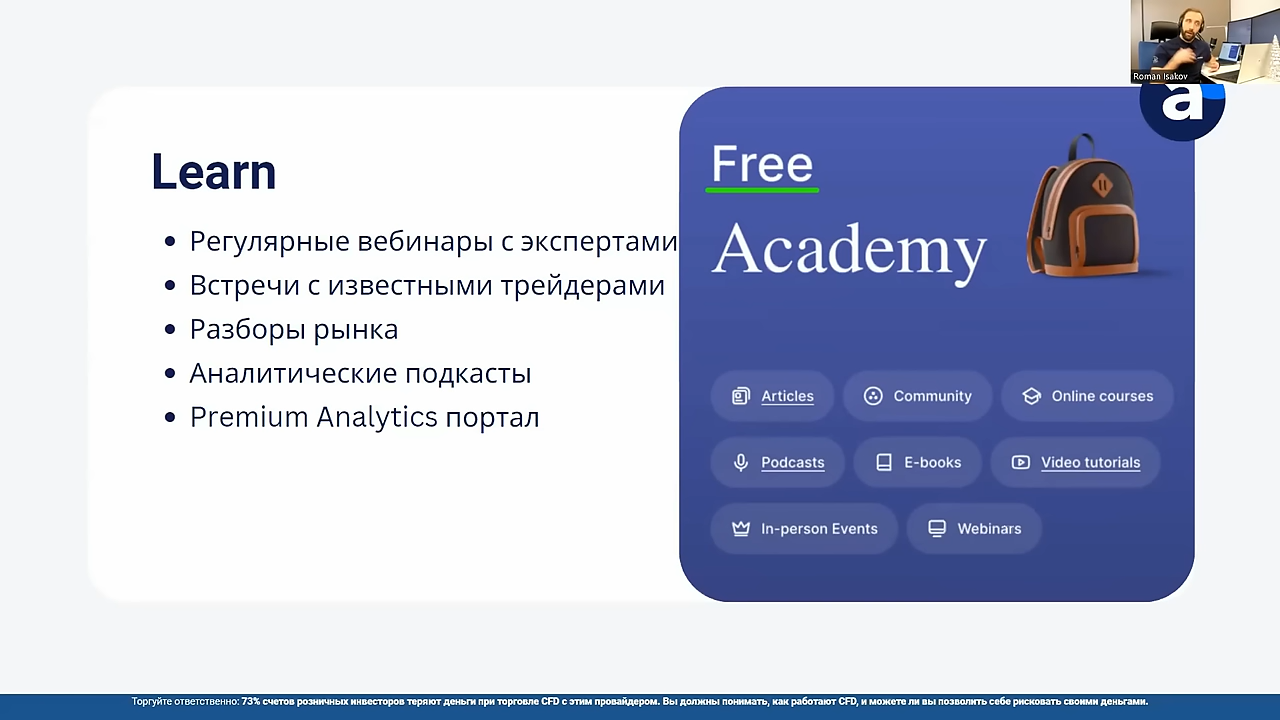 Roman Isakov
a
Learn
Регулярные вебинары с экспертами
Встречи с известными трейдерами
Разборы рынка
Аналитические подкасты
Premium Analytics портал
Free
Academy
Articles
Community
Online courses
Podcasts
E-books
Video tutorials
In-person Events
Webinars
Торгуйте ответственно: 73% счетов розничных инвесторов теряют деньги при торговле CFD с этим провайдером. Вы должны понимать, как работают CFD, и можете ли вы позволить себе рисковать своими деньгами.